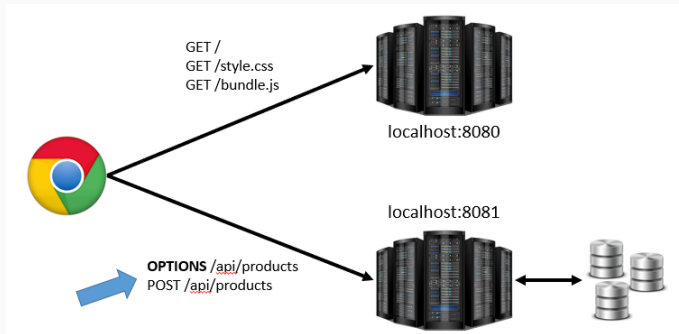 GET /
GET /style.css
GET /bundle.js
localhost:8080
localhost:8081
OPTIONS /api/products
POST /api/products